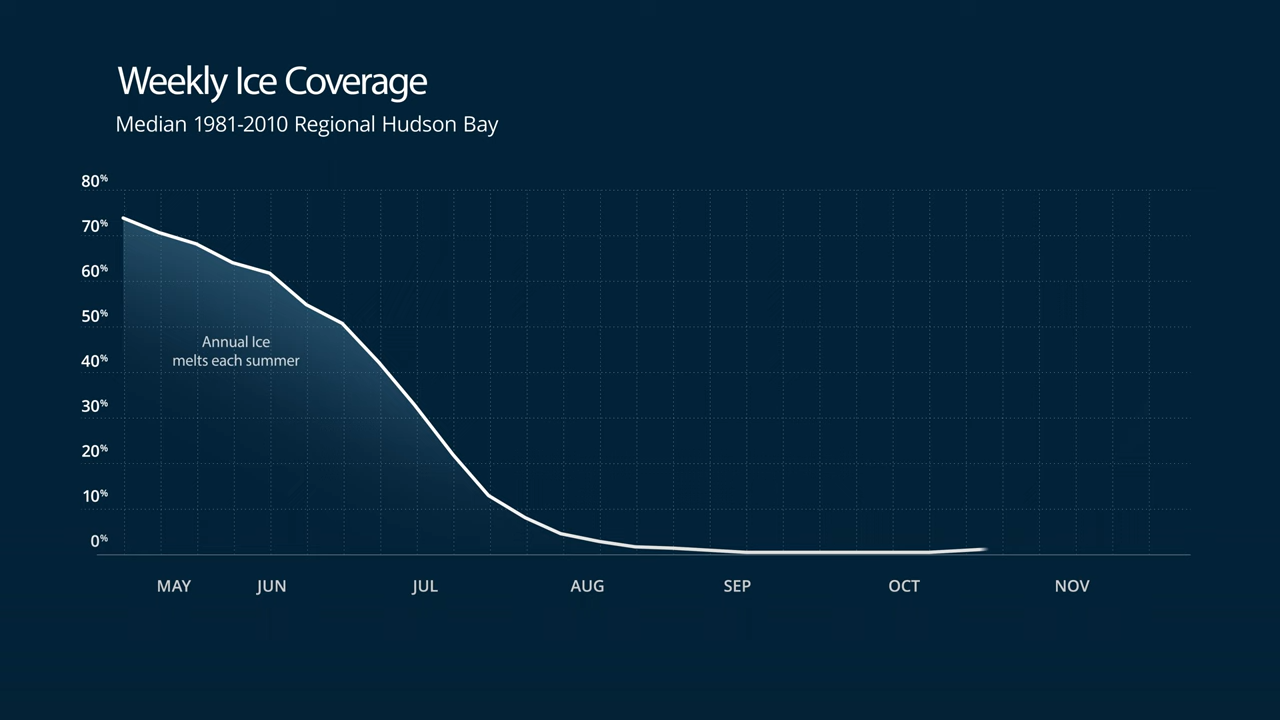 Weekly Ice Coverage
Median 1981-2010 Regional Hudson Bay
80%
70%
60%
50%
40%
30%
20%
10%
0%
Annual Ice
melts each summer
MAY JUN JUL AUG SEP OCT NOV